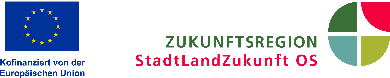 Kofinanziert von der
Europäischen Union
ZUKUNFTSREGION
StadtLandZukunft OS